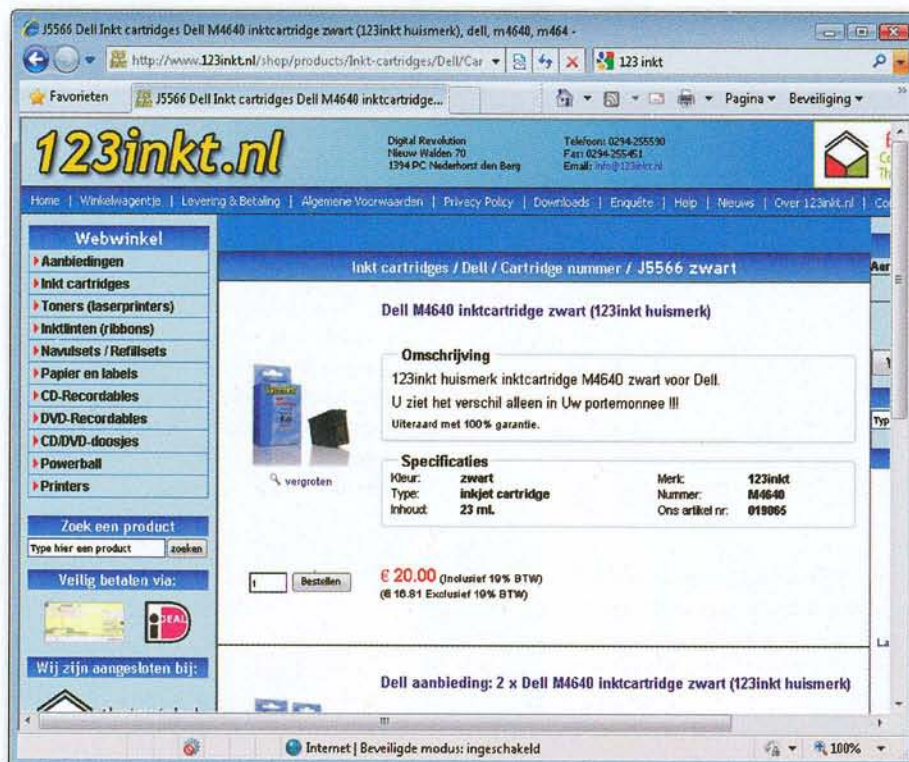 J5566 Dell Inkt cartridges Dell M4640 inktcartridge zwart (123inkt huismerk), dell, m4640, m464 -
http://www.123inkt.nl/shop/products/Inkt-cartridges/Dell/Car
123 inkt
Favorieten
J5566 Dell Inkt cartridges Dell M4640 inktcartridge...
Pagina
Beveiliging
123inkt.nl
Digital Revolution
Nieuw Walden 70
1394 PC Nederhorst den Berg
Telefoon: 0294-255590
Fax: 0294-255451
Email: info@123inkt.nl
Home | Winkelwagentje | Levering & Betaling | Algemene Voorwaarden | Privacy Policy | Downloads | Enquête | Help | Nieuws | Over 123inkt.nl | Co
Webwinkel
Aanbiedingen
Inkt cartridges
Toners (laserprinters)
Inktlinten (ribbons)
Navulsets / Refillsets
Papier en labels
CD-Recordables
DVD-Recordables
CD/DVD-doosjes
Powerball
Printers
Zoek een product
Type hier een product
zoeken
Veilig betalen via:
iDEAL
Wij zijn aangesloten bij:
Inkt cartridges / Dell / Cartridge nummer / J5566 zwart
Dell M4640 inktcartridge zwart (123inkt huismerk)
Omschrijving
123inkt huismerk inktcartridge M4640 zwart voor Dell.
U ziet het verschil alleen in Uw portemonnee !!!
Uiteraard met 100% garantie.
vergroten
Specificaties
Kleur: zwart Merk: 123inkt
Type: inkjet cartridge Nummer: M4640
Inhoud: 23 ml. Ons artikel nr: 019065
1
Bestellen
€ 20.00 (Inclusief 19% BTW)
(€ 16.81 Exclusief 19% BTW)
Dell aanbieding: 2 x Dell M4640 inktcartridge zwart (123inkt huismerk)
Aan
Typ
La
Internet | Beveiligde modus: ingeschakeld
100%